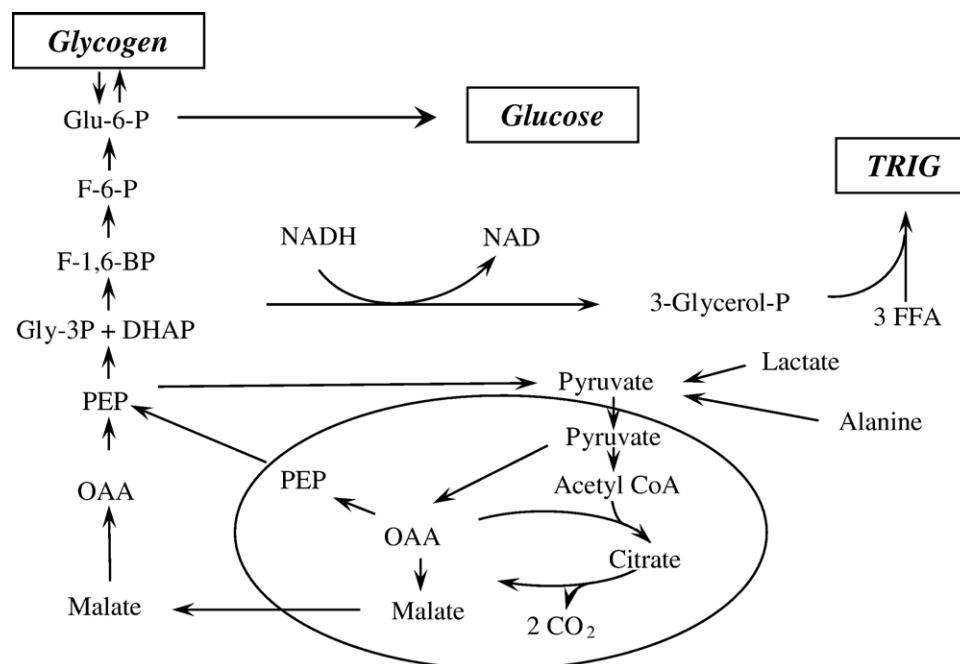 Glycogen
Glu-6-P
Glucose
TRIG
F-6-P
NADH
NAD
F-1,6-BP
3-Glycerol-P
3 FFA
Gly-3P + DHAP
Lactate
Pyruvate
PEP
Alanine
Pyruvate
PEP
Acetyl CoA
OAA
OAA
Citrate
Malate
Malate
2 CO₂